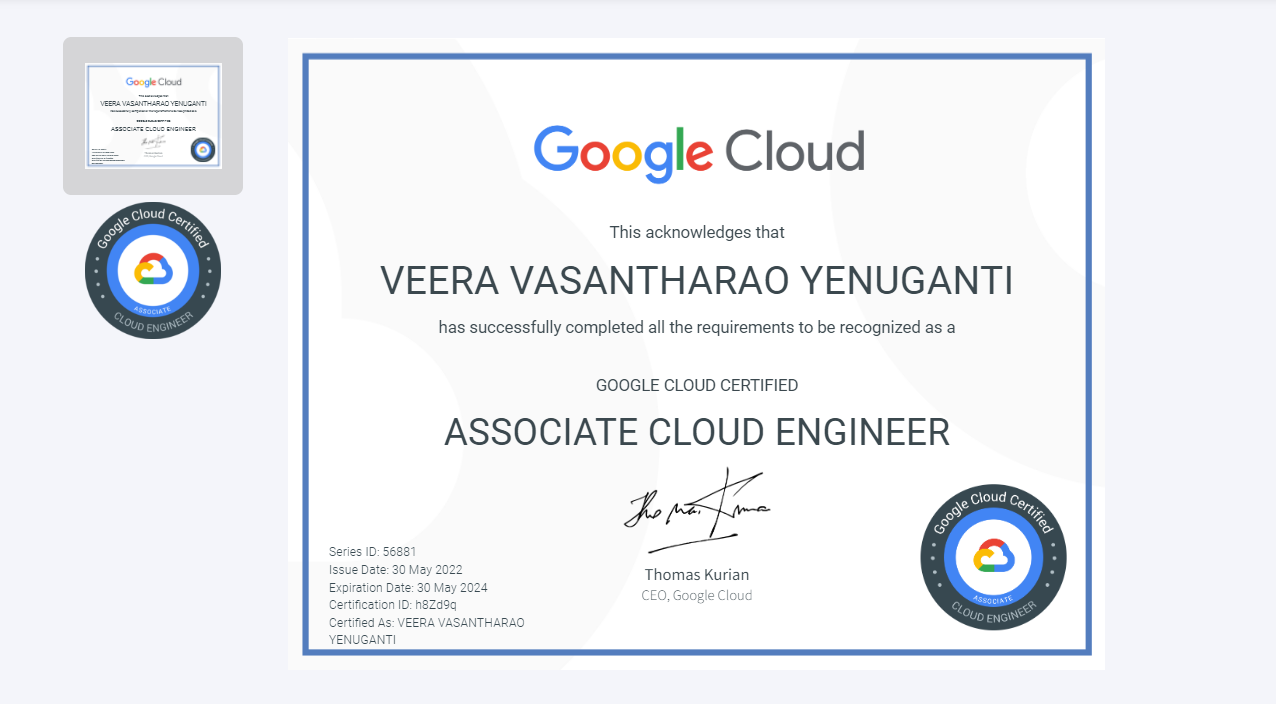 Google Cloud
VEERA VASANTHARAO YENUGANTI
ASSOCIATE CLOUD ENGINEER
Google Cloud Certified
ASSOCIATE
CLOUD ENGINEER
Google Cloud
This acknowledges that
VEERA VASANTHARAO YENUGANTI
has successfully completed all the requirements to be recognized as a
GOOGLE CLOUD CERTIFIED
ASSOCIATE CLOUD ENGINEER
Thomas Kurian
CEO, Google Cloud
Series ID: 56881
Issue Date: 30 May 2022
Expiration Date: 30 May 2024
Certification ID: h8Zd9q
Certified As: VEERA VASANTHARAO
YENUGANTI
Google Cloud Certified
ASSOCIATE
CLOUD ENGINEER